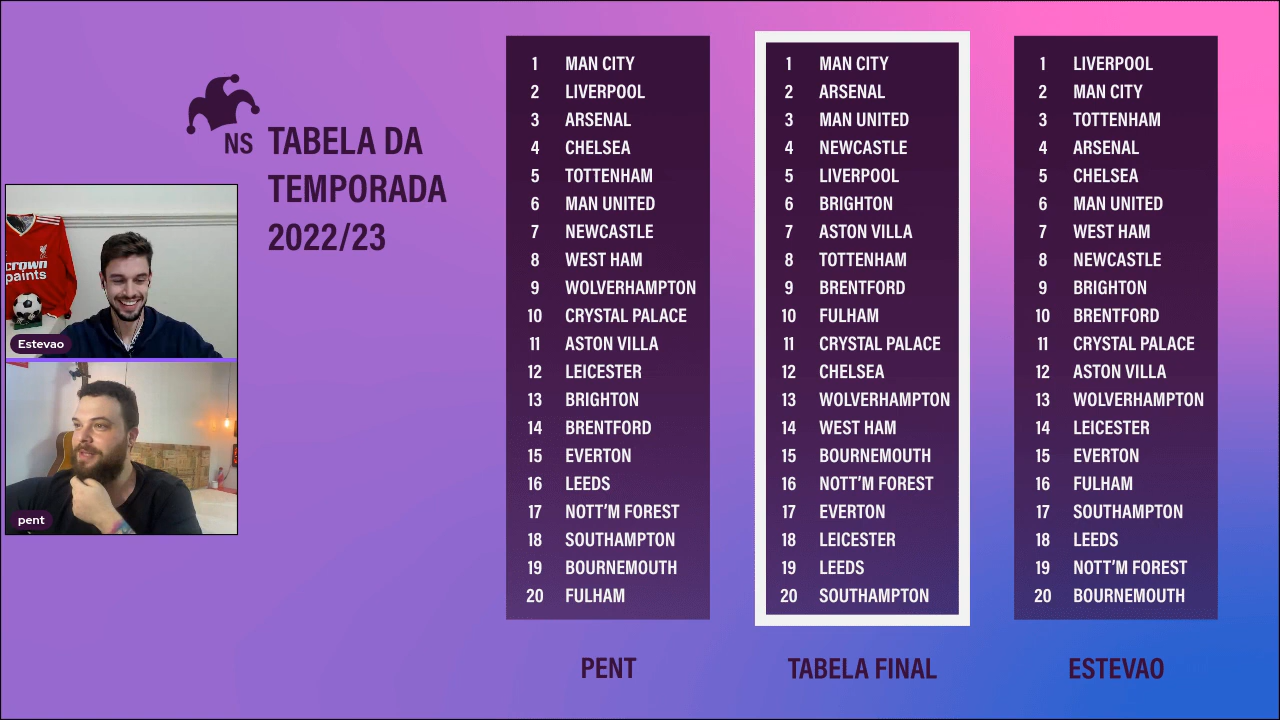 NS
TABELA DA
TEMPORADA
2022/23
crown
paints
Estevao
pent
1 MAN CITY
2 LIVERPOOL
3 ARSENAL
4 CHELSEA
5 TOTTENHAM
6 MAN UNITED
7 NEWCASTLE
8 WEST HAM
9 WOLVERHAMPTON
10 CRYSTAL PALACE
11 ASTON VILLA
12 LEICESTER
13 BRIGHTON
14 BRENTFORD
15 EVERTON
16 LEEDS
17 NOTT'M FOREST
18 SOUTHAMPTON
19 BOURNEMOUTH
20 FULHAM
PENT
1 MAN CITY
2 ARSENAL
3 MAN UNITED
4 NEWCASTLE
5 LIVERPOOL
6 BRIGHTON
7 ASTON VILLA
8 TOTTENHAM
9 BRENTFORD
10 FULHAM
11 CRYSTAL PALACE
12 CHELSEA
13 WOLVERHAMPTON
14 WEST HAM
15 BOURNEMOUTH
16 NOTT'M FOREST
17 EVERTON
18 LEICESTER
19 LEEDS
20 SOUTHAMPTON
TABELA FINAL
1 LIVERPOOL
2 MAN CITY
3 TOTTENHAM
4 ARSENAL
5 CHELSEA
6 MAN UNITED
7 WEST HAM
8 NEWCASTLE
9 BRIGHTON
10 BRENTFORD
11 CRYSTAL PALACE
12 ASTON VILLA
13 WOLVERHAMPTON
14 LEICESTER
15 EVERTON
16 FULHAM
17 SOUTHAMPTON
18 LEEDS
19 NOTT'M FOREST
20 BOURNEMOUTH
ESTEVAO